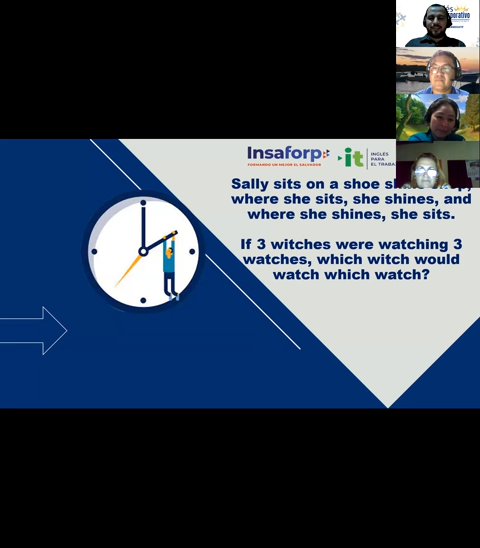 Insaforp
FORMANDO UN MEJOR EL SALVADOR
it
INGLÉS
PARA
EL TRABA
Sally sits on a shoe
where she sits, she shines, and
where she shines, she sits.
If 3 witches were watching 3
watches, which witch would
watch which watch?